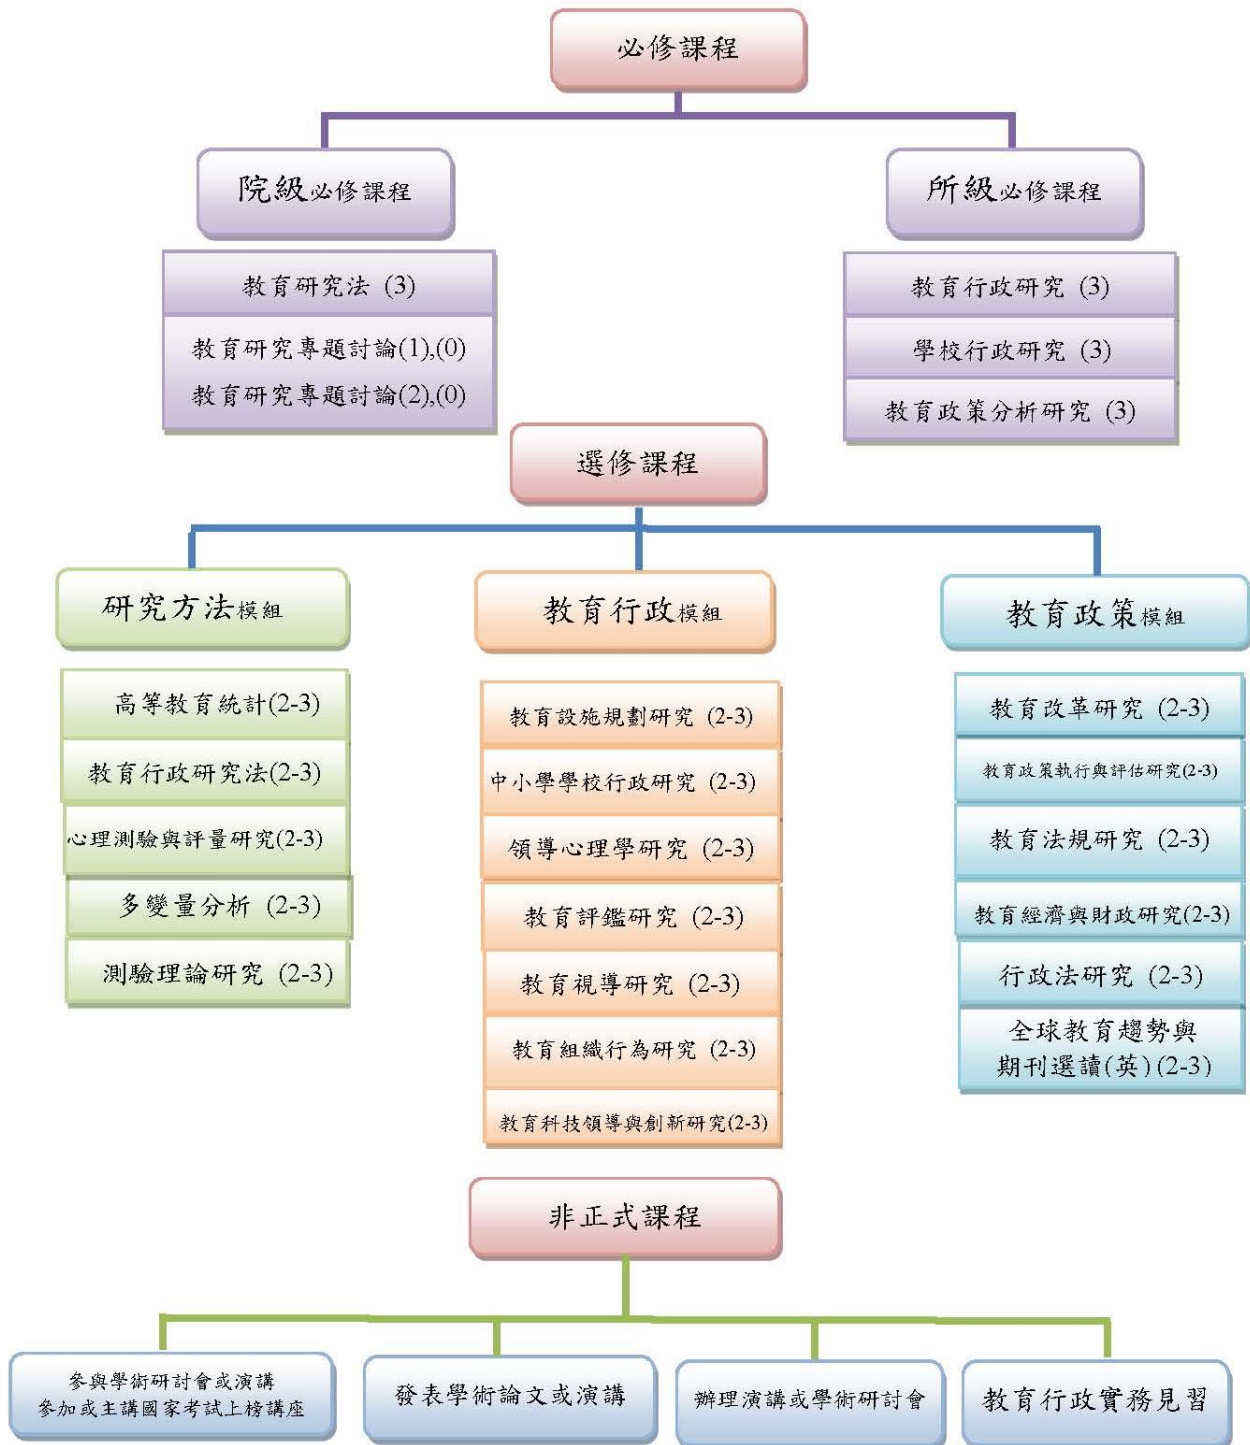 必修課程
院級必修課程
教育研究法 (3)
教育研究專題討論(1),(0)
教育研究專題討論(2),(0)
所級必修課程
教育行政研究 (3)
學校行政研究 (3)
教育政策分析研究 (3)
選修課程
研究方法模組
高等教育統計(2-3)
教育行政研究法(2-3)
心理測驗與評量研究(2-3)
多變量分析 (2-3)
測驗理論研究 (2-3)
教育行政模組
教育設施規劃研究 (2-3)
中小學學校行政研究 (2-3)
領導心理學研究 (2-3)
教育評鑑研究 (2-3)
教育視導研究 (2-3)
教育組織行為研究 (2-3)
教育科技領導與創新研究(2-3)
教育政策模組
教育改革研究 (2-3)
教育政策執行與評估研究(2-3)
教育法規研究 (2-3)
教育經濟與財政研究(2-3)
行政法研究 (2-3)
全球教育趨勢與
期刊選讀(英)(2-3)
非正式課程
參與學術研討會或演講
參加或主講國家考試上榜講座
發表學術論文或演講
辦理演講或學術研討會
教育行政實務見習